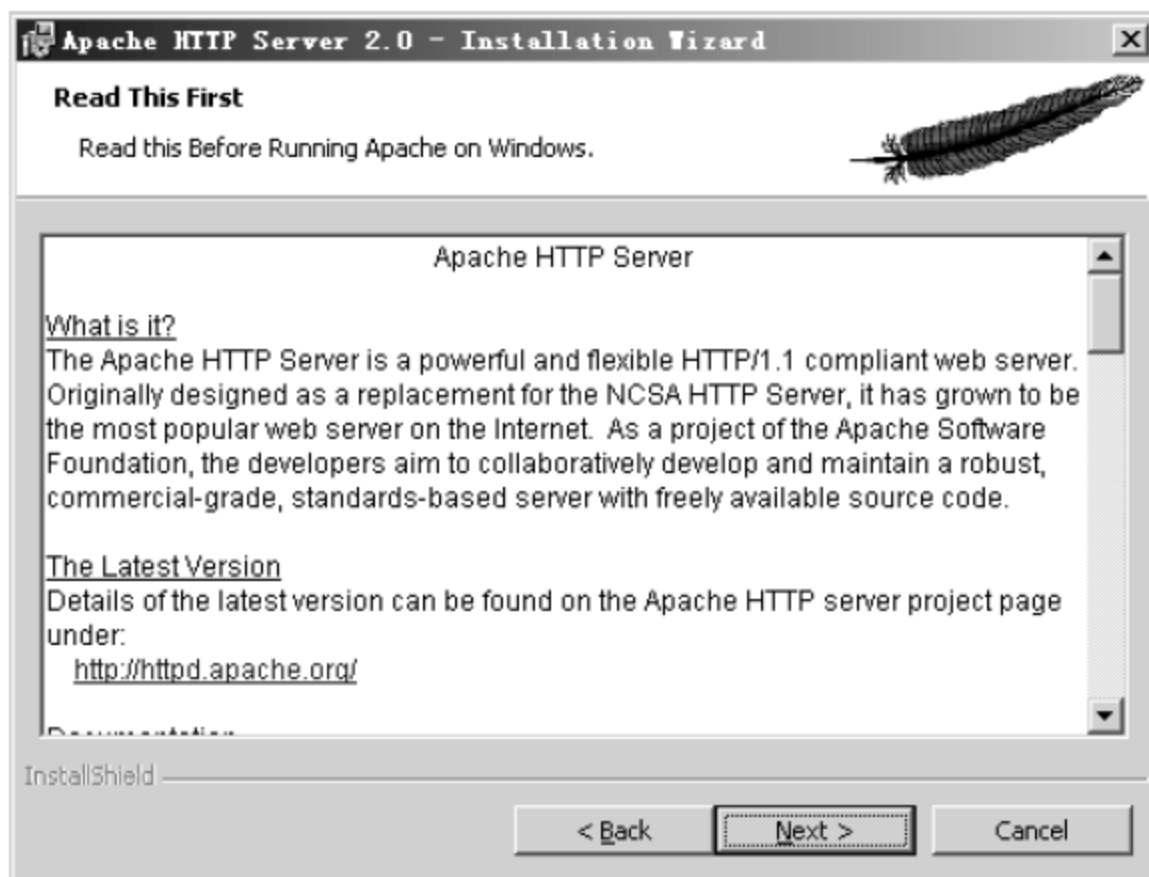 Apache HTTP Server 2.0 - Installation Wizard
Read This First
Read this Before Running Apache on Windows.
Apache HTTP Server
What is it?
The Apache HTTP Server is a powerful and flexible HTTP/1.1 compliant web server.
Originally designed as a replacement for the NCSA HTTP Server, it has grown to be
the most popular web server on the Internet.  As a project of the Apache Software
Foundation, the developers aim to collaboratively develop and maintain a robust,
commercial-grade, standards-based server with freely available source code.
The Latest Version
Details of the latest version can be found on the Apache HTTP server project page
under:
http://httpd.apache.org/
Documentation
InstallShield
< Back
Next >
Cancel